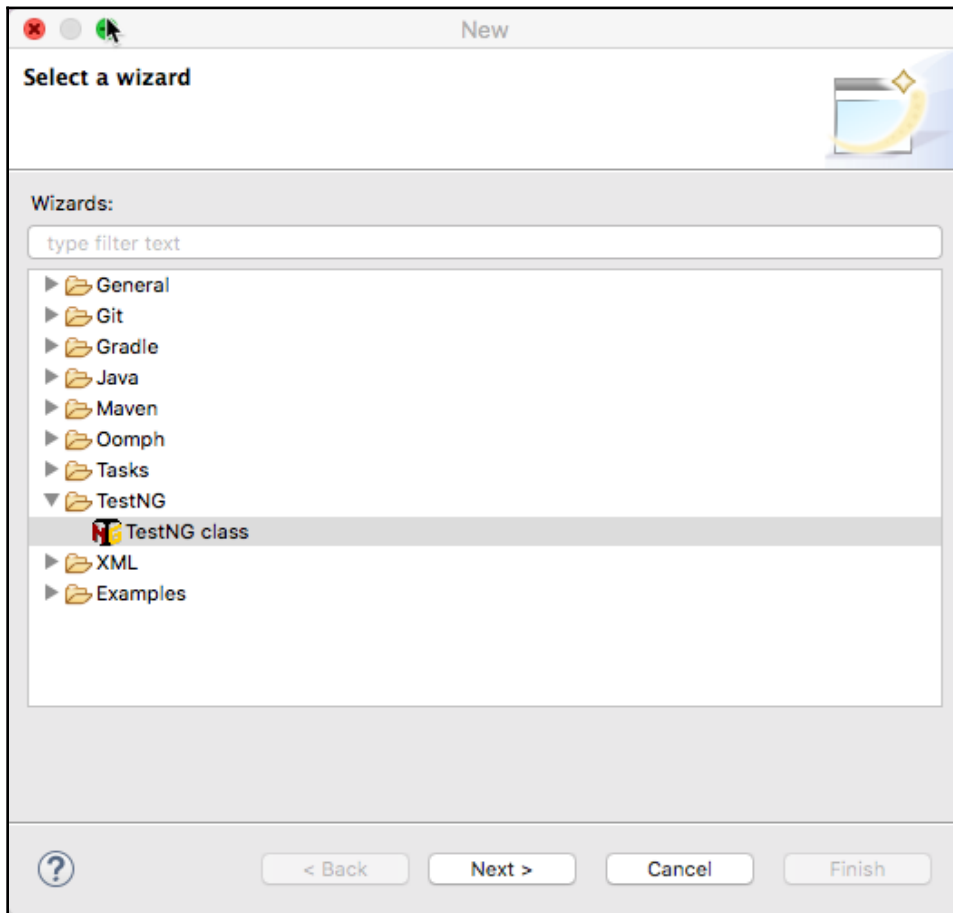 New
Select a wizard
Wizards:
type filter text
General
Git
Gradle
Java
Maven
Oomph
Tasks
TestNG
TestNG class
XML
Examples
? < Back Next > Cancel Finish